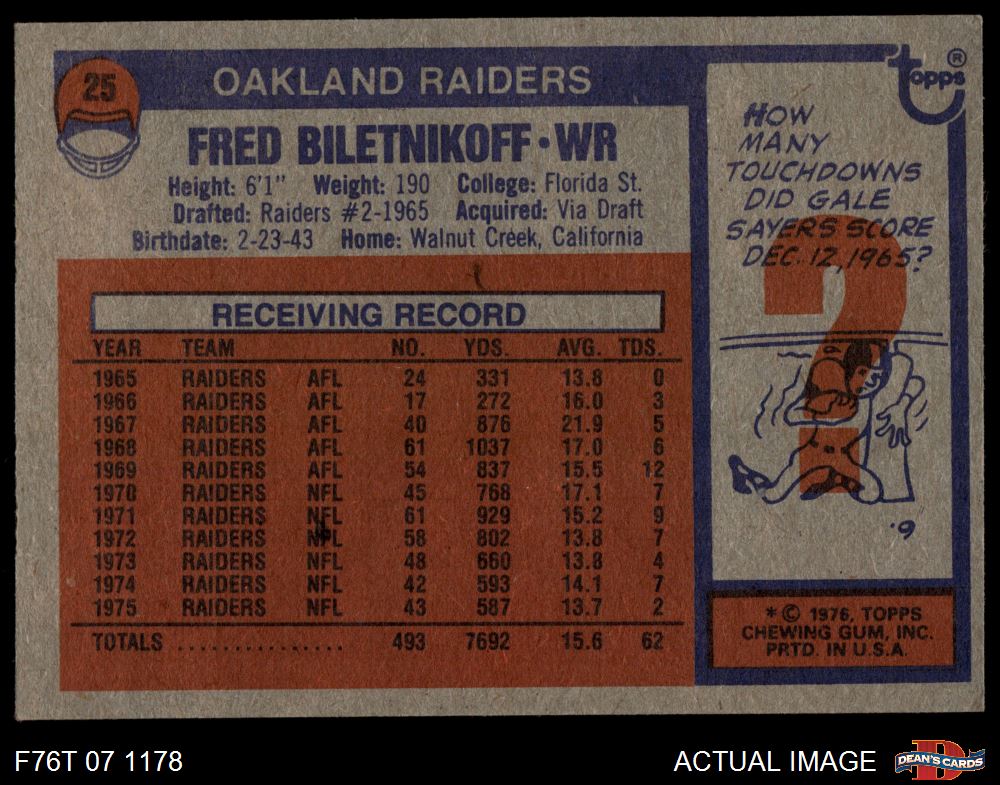 25
OAKLAND RAIDERS
FRED BILETNIKOFF·WR
Height: 6'1" Weight: 190 College: Florida St.
Drafted: Raiders #2-1965 Acquired: Via Draft
Birthdate: 2-23-43 Home: Walnut Creek, California
RECEIVING RECORD
YEAR TEAM NO. YDS. AVG. TDS.
1965 RAIDERS AFL 24 331 13.8 0
1966 RAIDERS AFL 17 272 16.0 3
1967 RAIDERS AFL 40 876 21.9 5
1968 RAIDERS AFL 61 1037 17.0 6
1969 RAIDERS AFL 54 837 15.5 12
1970 RAIDERS NFL 45 768 17.1 7
1971 RAIDERS NFL 61 929 15.2 9
1972 RAIDERS NFL 58 802 13.8 7
1973 RAIDERS NFL 48 660 13.8 4
1974 RAIDERS NFL 42 593 14.1 7
1975 RAIDERS NFL 43 587 13.7 2
TOTALS ............... 493 7692 15.6 62
topps ®
HOW
MANY
TOUCHDOWNS
DID GALE
SAYERS SCORE
DEC. 12, 1965?
?
6.
* © 1976, TOPPS
CHEWING GUM, INC.
PRTD. IN U.S.A.
F76T 07 1178
ACTUAL IMAGE
D
DEAN'S CARDS